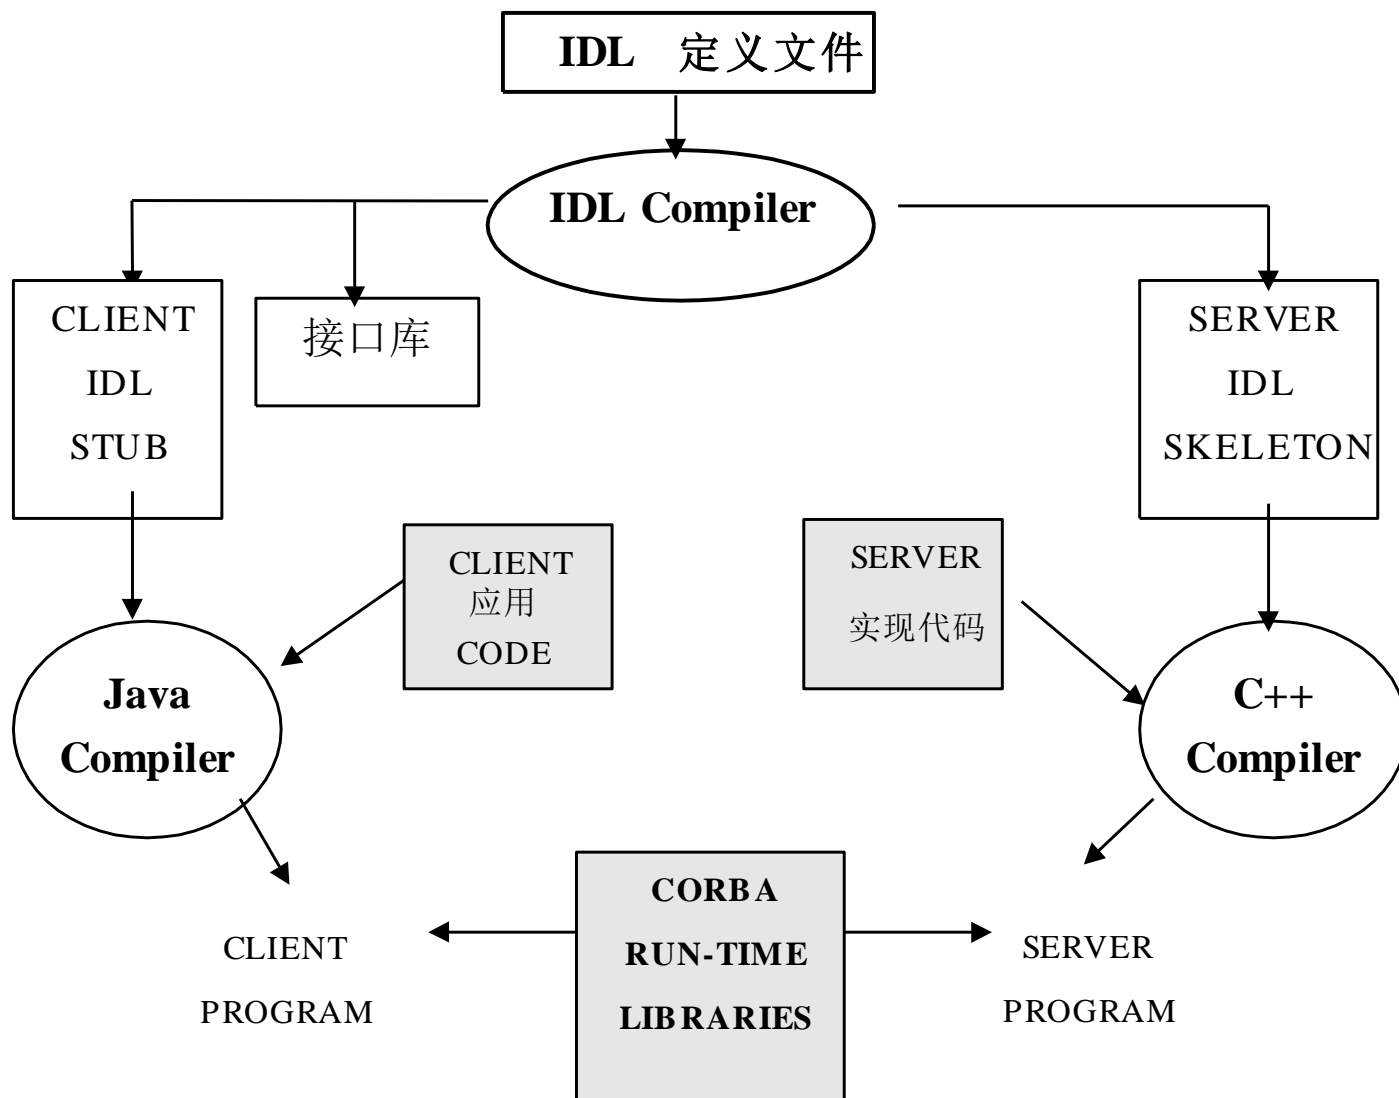 IDL 定义文件
IDL Compiler
CLIENT
IDL
STUB
接口库
SERVER
IDL
SKELETON
CLIENT
应用
CODE
SERVER
实现代码
Java
Compiler
C++
Compiler
CORBA
RUN-TIME
LIBRARIES
CLIENT
PROGRAM
SERVER
PROGRAM